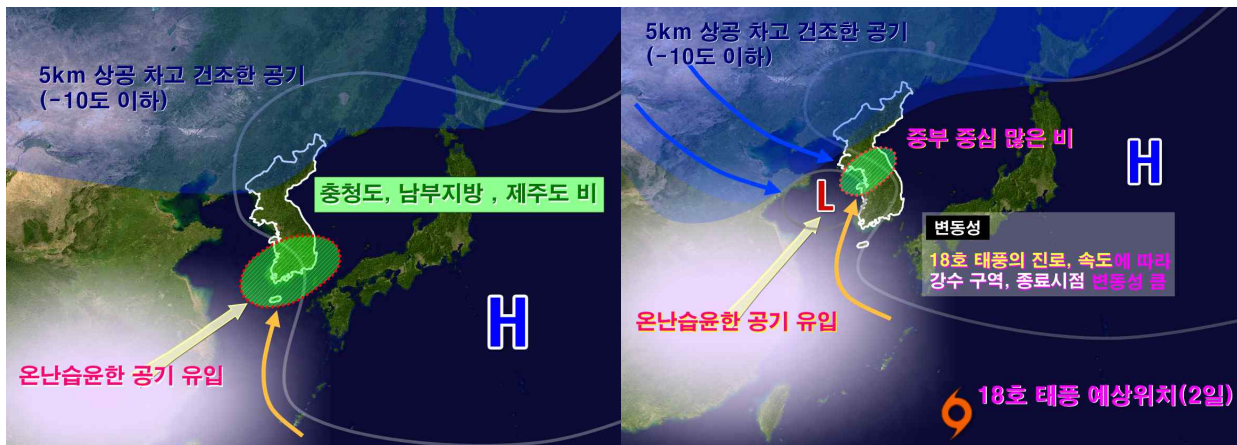 5km 상공 차고 건조한 공기
(-10도 이하)
충청도, 남부지방 , 제주도 비
H
온난습윤한 공기 유입
5km 상공 차고 건조한 공기
(-10도 이하)
중부 중심 많은 비
H
L
변동성
18호 태풍의 진로, 속도에 따라
강수 구역, 종료시점 변동성 큼
온난습윤한 공기 유입
18호 태풍 예상위치(2일)